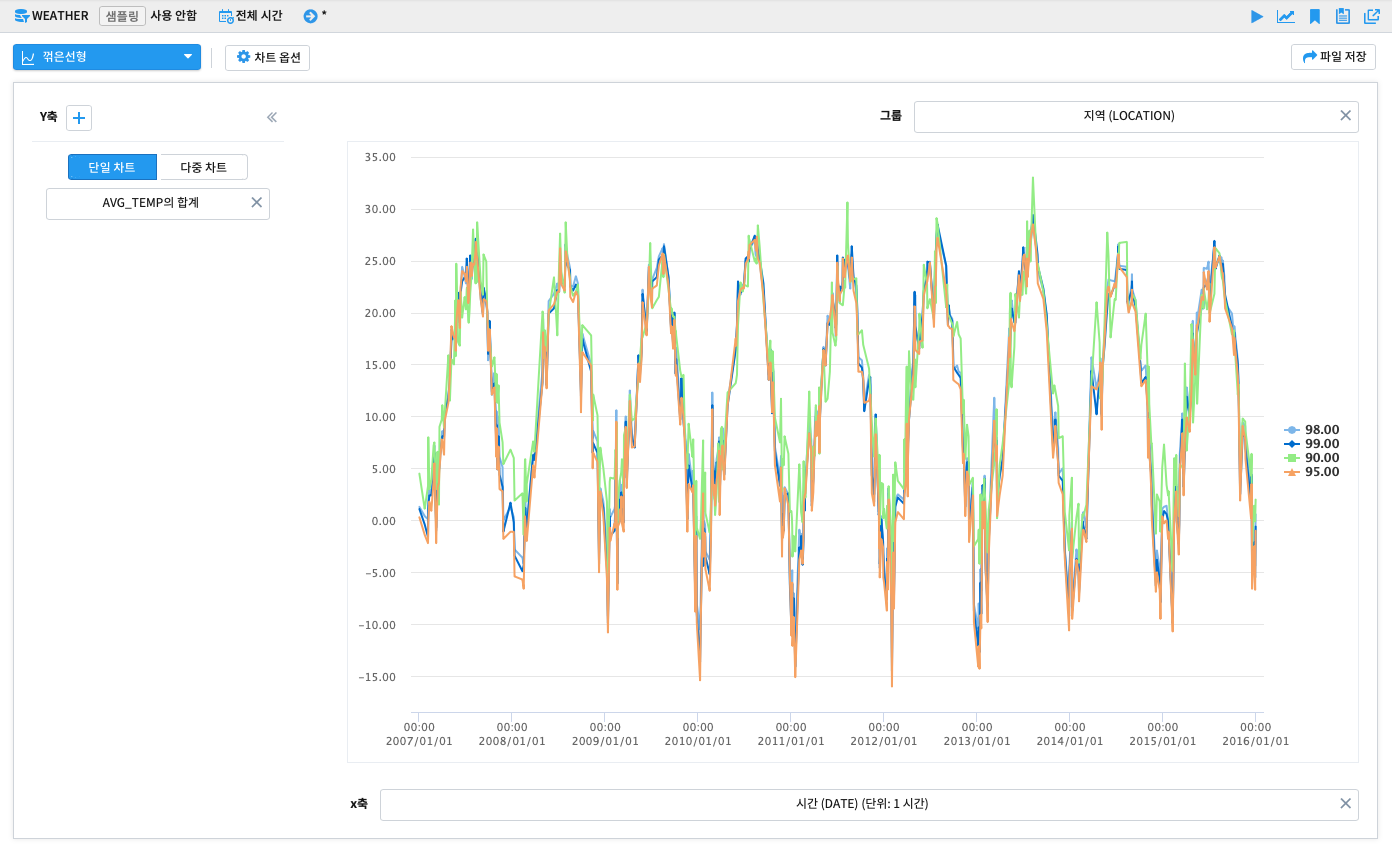 WEATHER 샘플링 사용 안함 전체 시간 *
꺾은선형 차트 옵션 파일 저장
Y축 그룹 지역 (LOCATION)
단일 차트 다중 차트
AVG_TEMP의 합계
35.00
30.00
25.00
20.00
15.00
10.00
5.00
0.00
−5.00
−10.00
−15.00
98.00
99.00
90.00
95.00
00:00 00:00 00:00 00:00 00:00 00:00 00:00 00:00 00:00 00:00
2007/01/01 2008/01/01 2009/01/01 2010/01/01 2011/01/01 2012/01/01 2013/01/01 2014/01/01 2015/01/01 2016/01/01
x축 시간 (DATE) (단위: 1 시간)